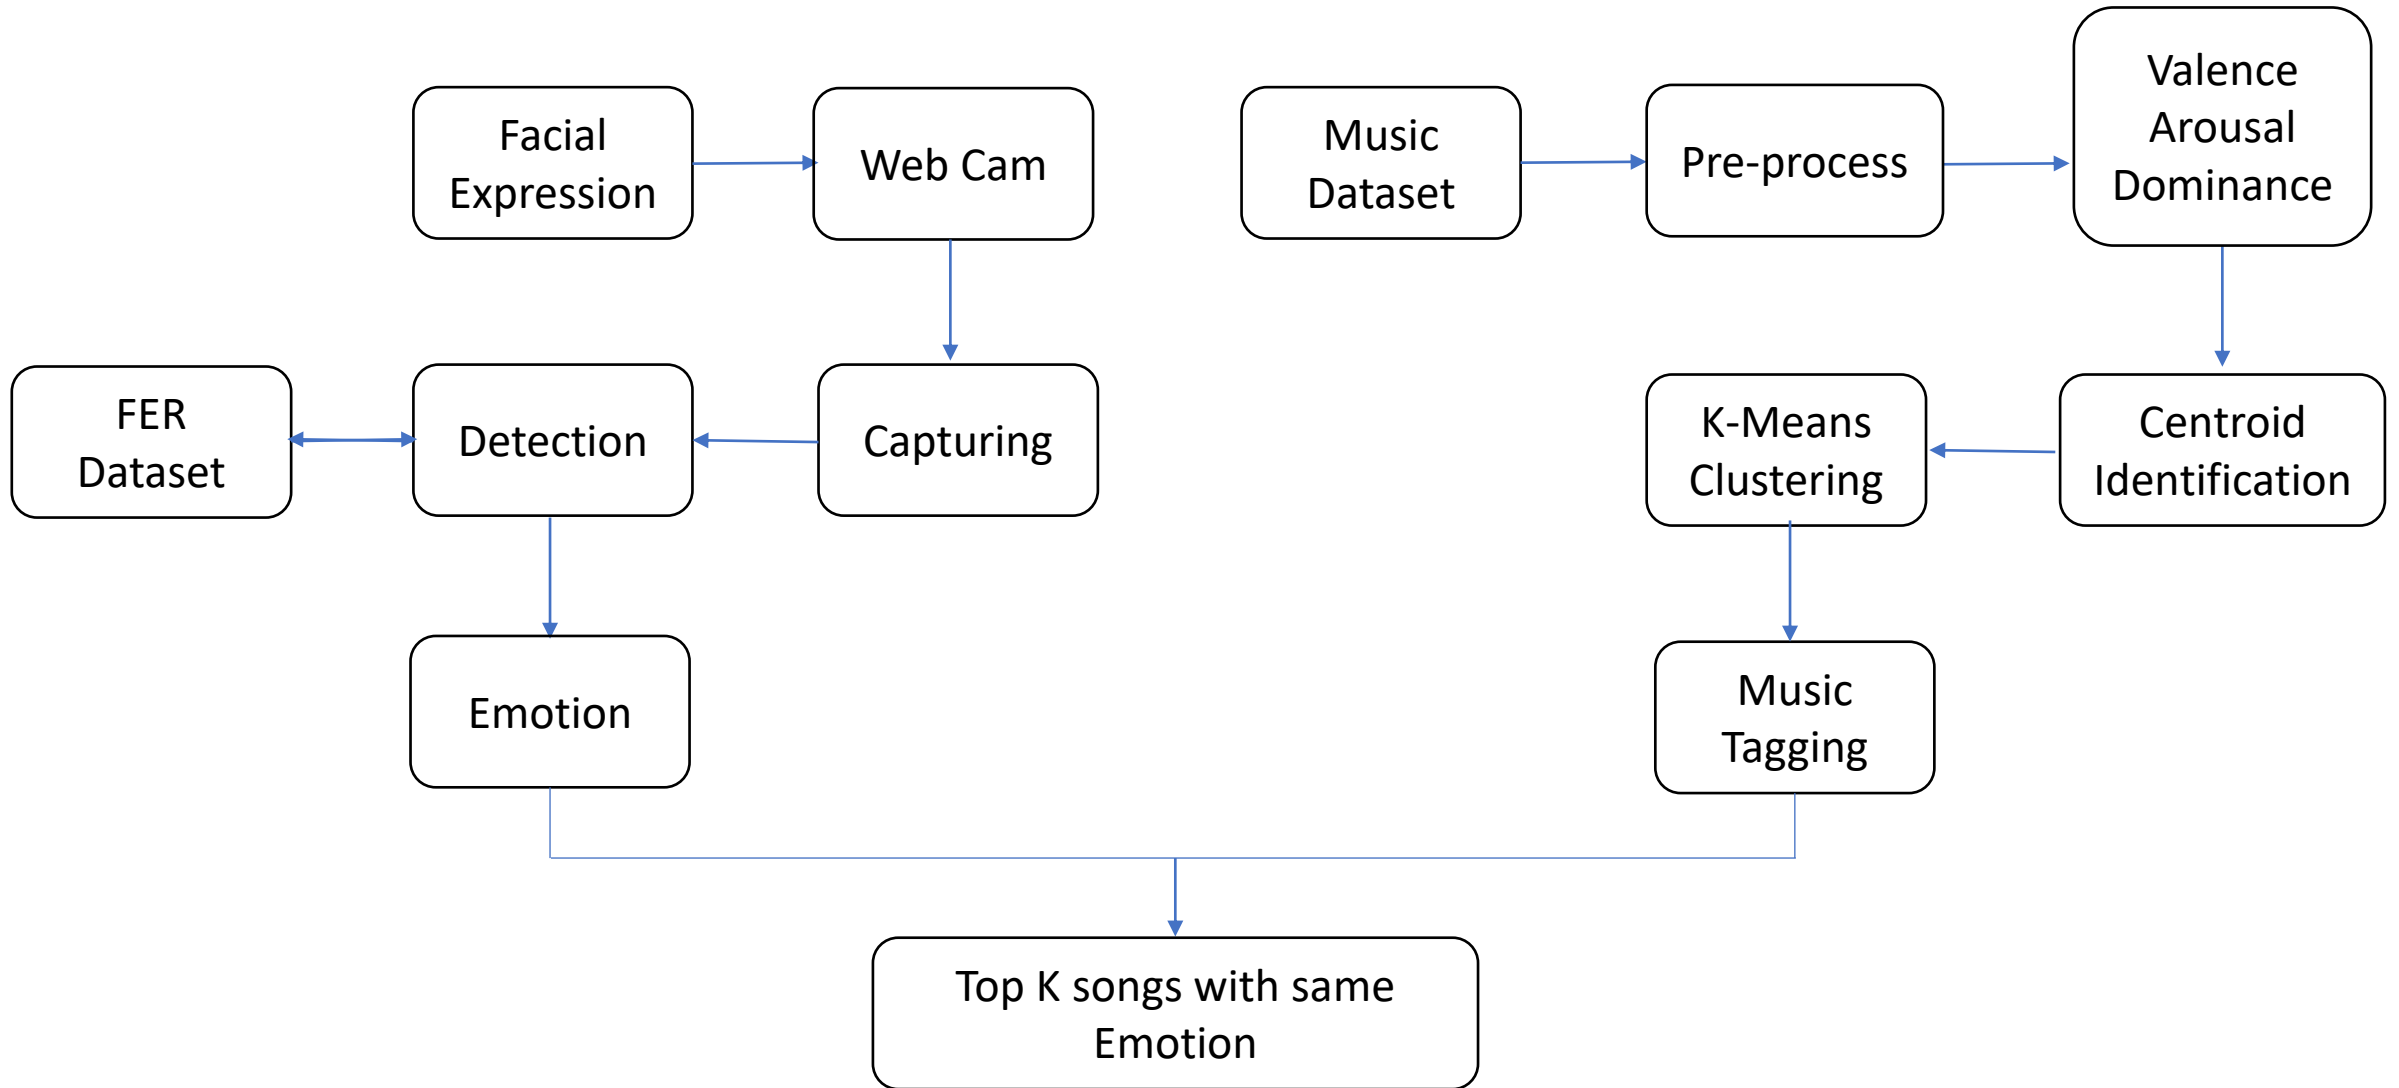 Facial
Expression
Web Cam
Music
Dataset
Pre-process
Valence
Arousal
Dominance
FER
Dataset
Detection
Capturing
K-Means
Clustering
Centroid
Identification
Emotion
Music
Tagging
Top K songs with same
Emotion